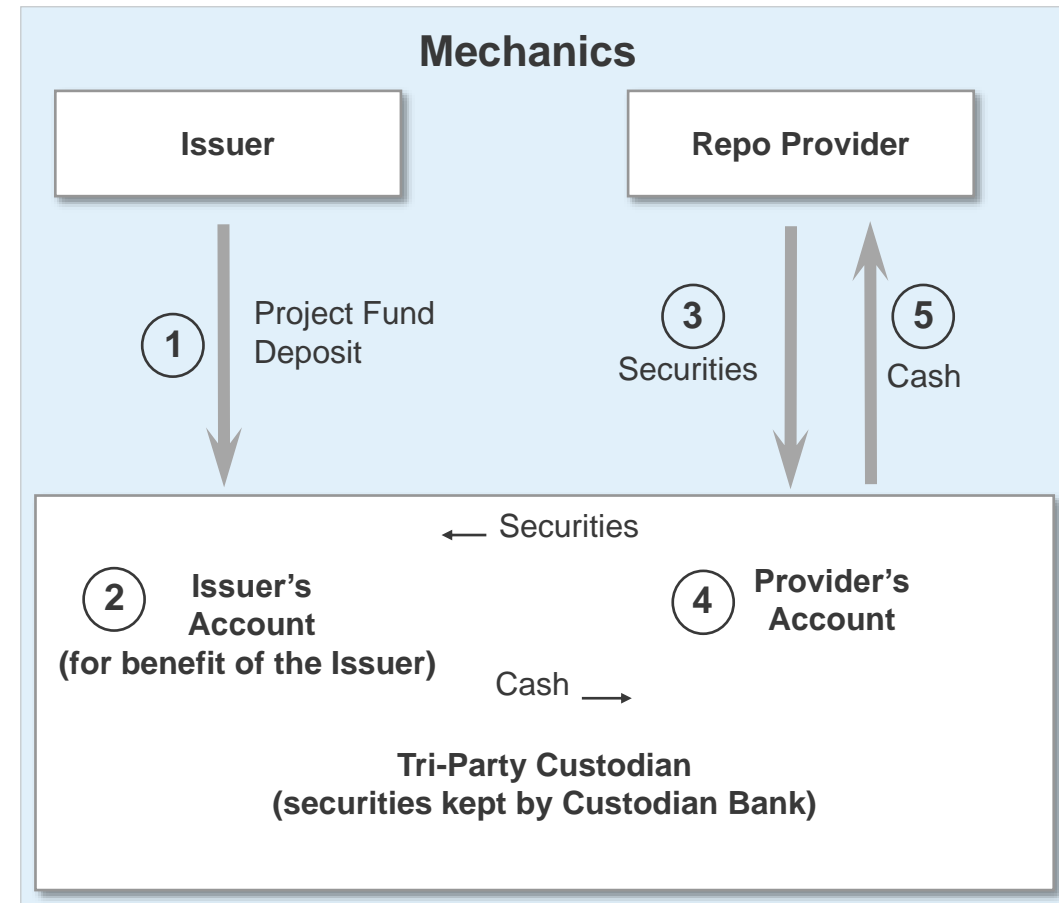 Mechanics
Issuer
Repo Provider
1
Project Fund
Deposit
3
Securities
5
Cash
Securities
2
Issuer’s
Account
(for benefit of the Issuer)
4
Provider’s
Account
Cash
Tri-Party Custodian
(securities kept by Custodian Bank)